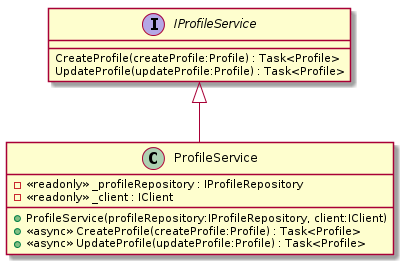 I IProfileService
CreateProfile(createProfile:Profile) : Task<Profile>
UpdateProfile(updateProfile:Profile) : Task<Profile>
C ProfileService
«readonly» _profileRepository : IProfileRepository
«readonly» _client : IClient
ProfileService(profileRepository:IProfileRepository, client:IClient)
«async» CreateProfile(createProfile:Profile) : Task<Profile>
«async» UpdateProfile(updateProfile:Profile) : Task<Profile>